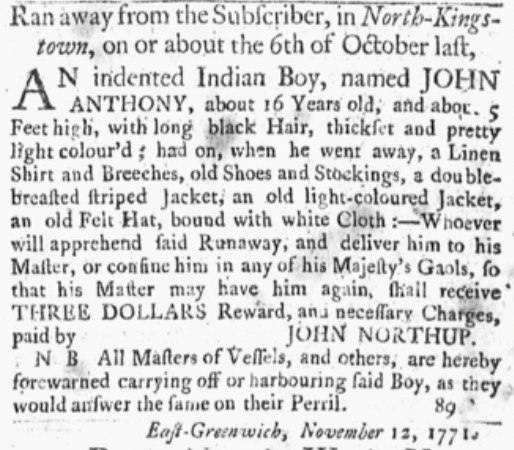 Ran away from the Subſcriber, in North-Kings-
town, on or about the 6th of October laſt,
AN indented Indian Boy, named JOHN
ANTHONY, about 16 Years old, and abou. 5
Feet high, with long black Hair, thickſet and pretty
light colour'd; had on, when he went away, a Linen
Shirt and Breeches, old Shoes and Stockings, a double-
breaſted ſtriped Jacket, an old light-coloured Jacket,
an old Felt Hat, bound with white Cloth:—Whoever
will apprehend ſaid Runaway, and deliver him to his
Maſter, or confine him in any of his Majeſty's Gaols, ſo
that his Maſter may have him again, ſhall receive
THREE DOLLARS Reward, and neceſſary Charges,
paid by JOHN NORTHUP.
N B All Maſters of Veſſels, and others, are hereby
forewarned carrying off or harbouring ſaid Boy, as they
would anſwer the ſame on their Perril. 89
Eaſt-Greenwich, November 12, 1771.